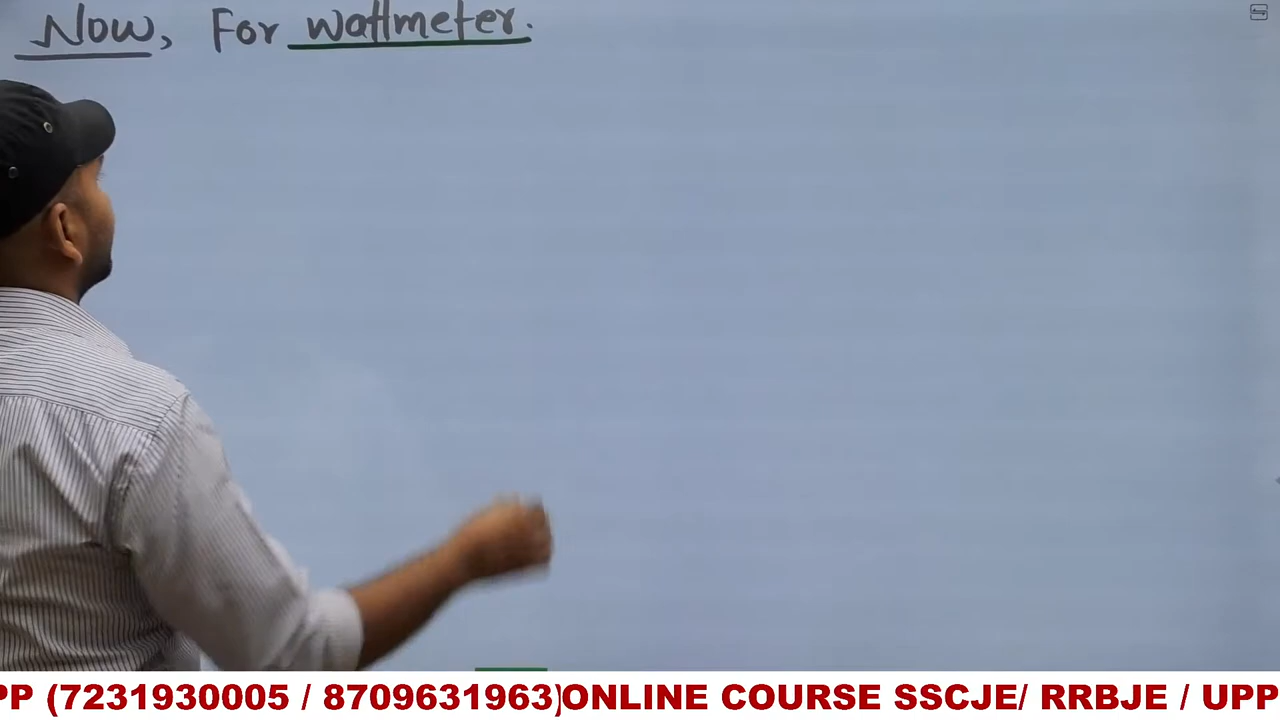 Now, For wattmeter.
PP (7231930005 / 8709631963)ONLINE COURSE SSCJE/ RRBJE / UPP